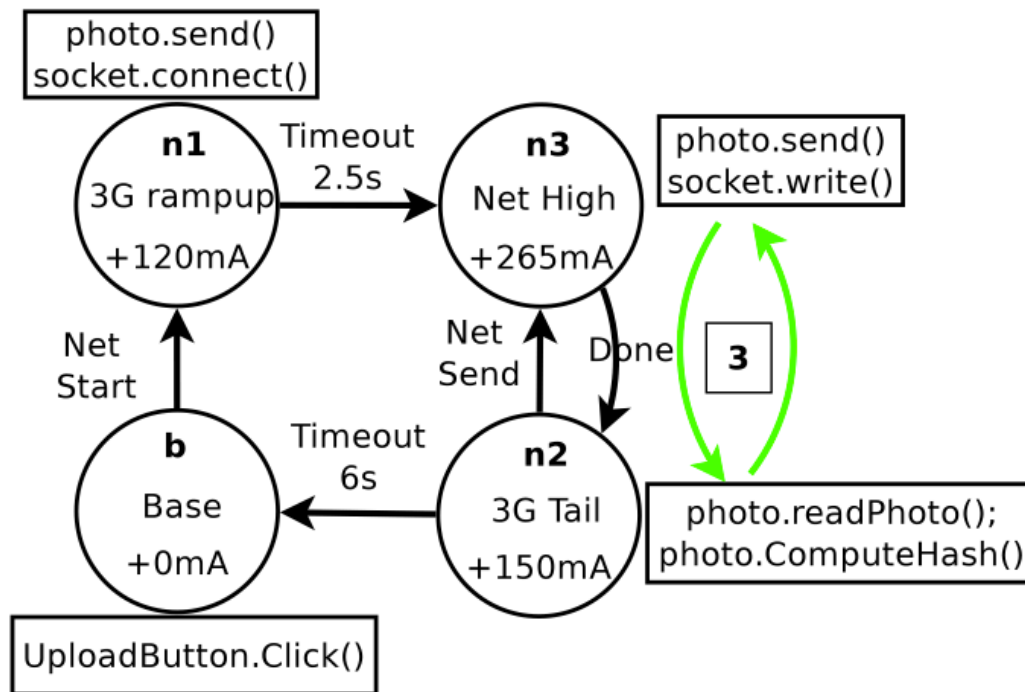 photo.send()
socket.connect()
n1
3G rampup
+120mA
Timeout
2.5s
n3
Net High
+265mA
photo.send()
socket.write()
Net
Start
Net
Send
Done
3
b
Base
+0mA
Timeout
6s
n2
3G Tail
+150mA
photo.readPhoto();
photo.ComputeHash()
UploadButton.Click()